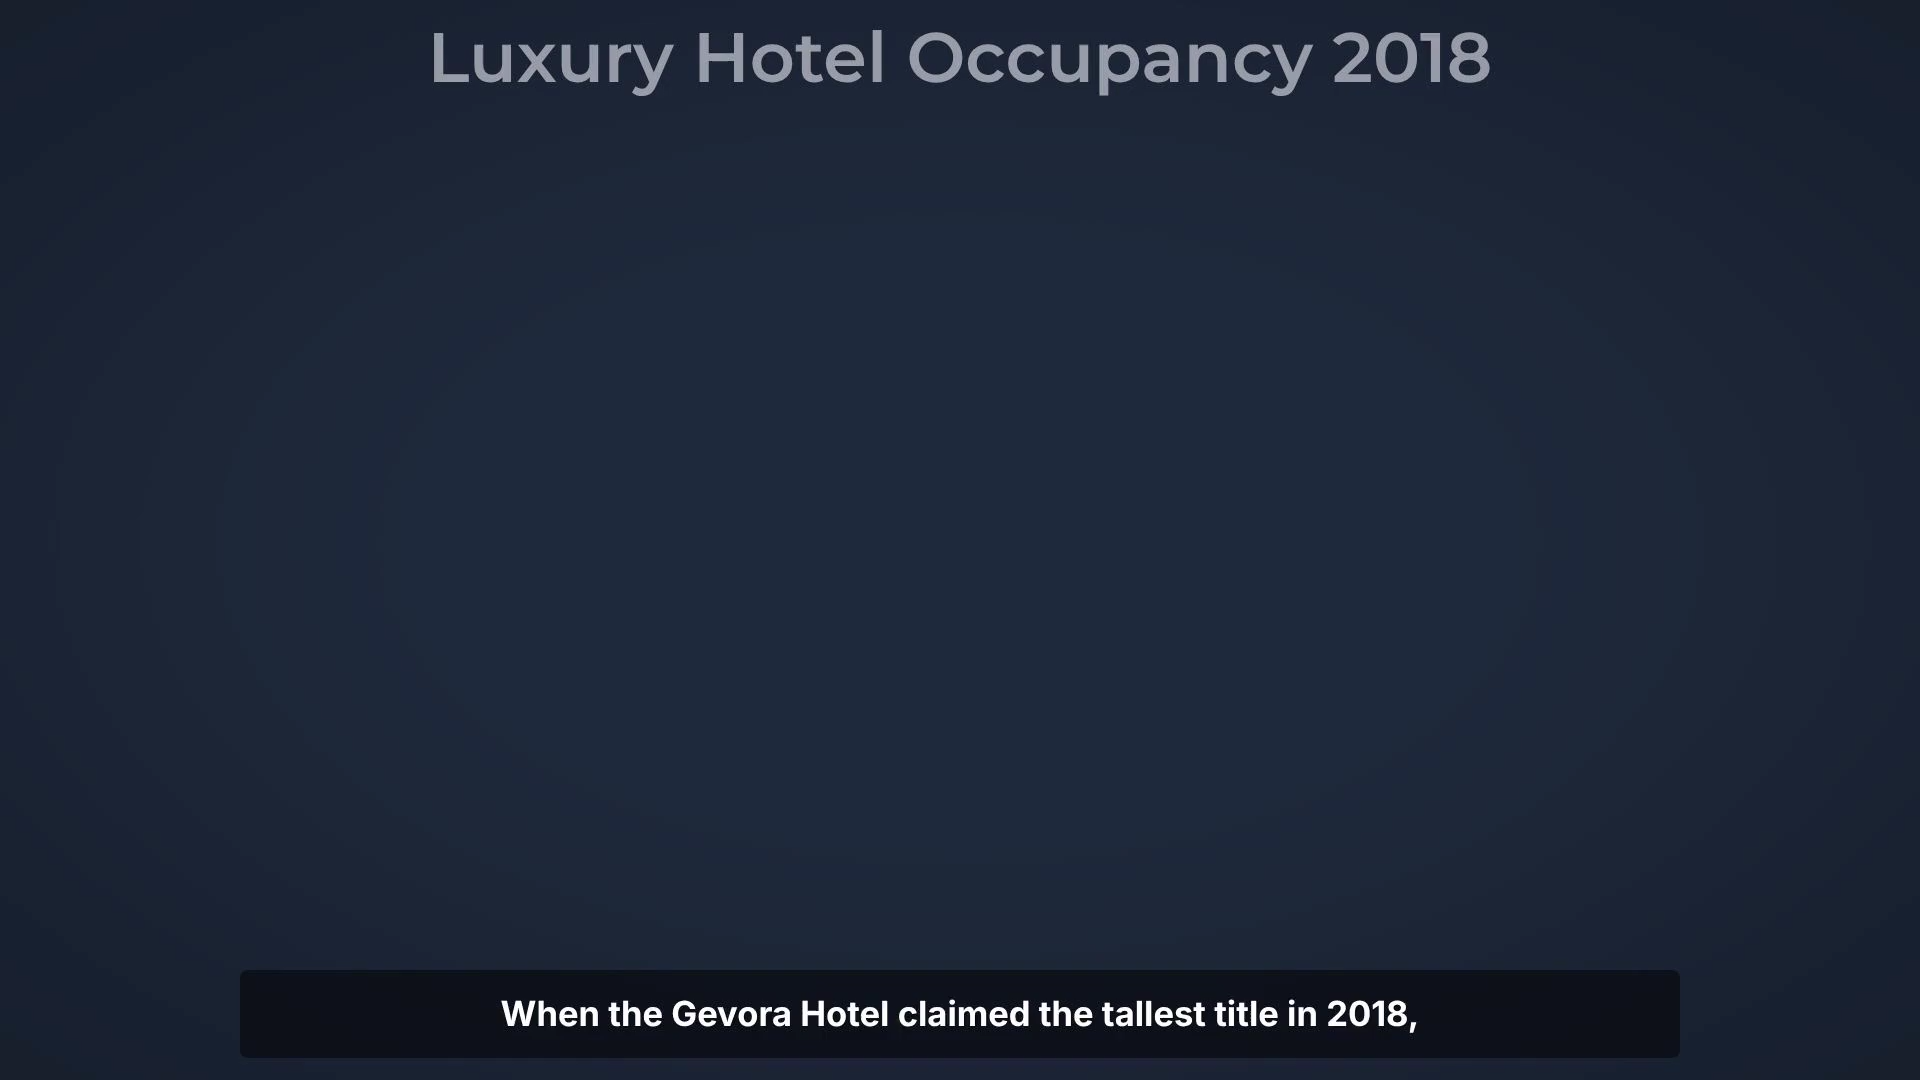 Luxury Hotel Occupancy 2018
When the Gevora Hotel claimed the tallest title in 2018,